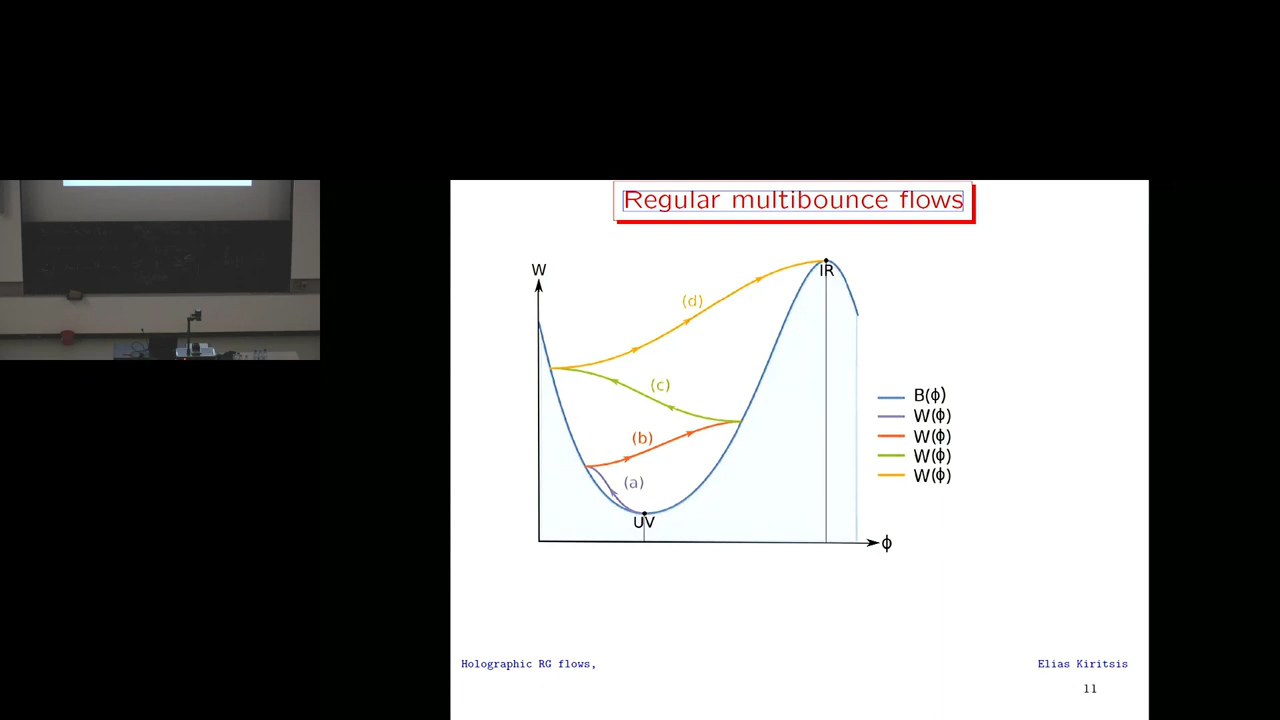 Regular multibounce flows
W
IR
(d)
(c)
(b)
(a)
UV
ϕ
B(ϕ)
W(ϕ)
W(ϕ)
W(ϕ)
W(ϕ)
Holographic RG flows,
Elias Kiritsis
11